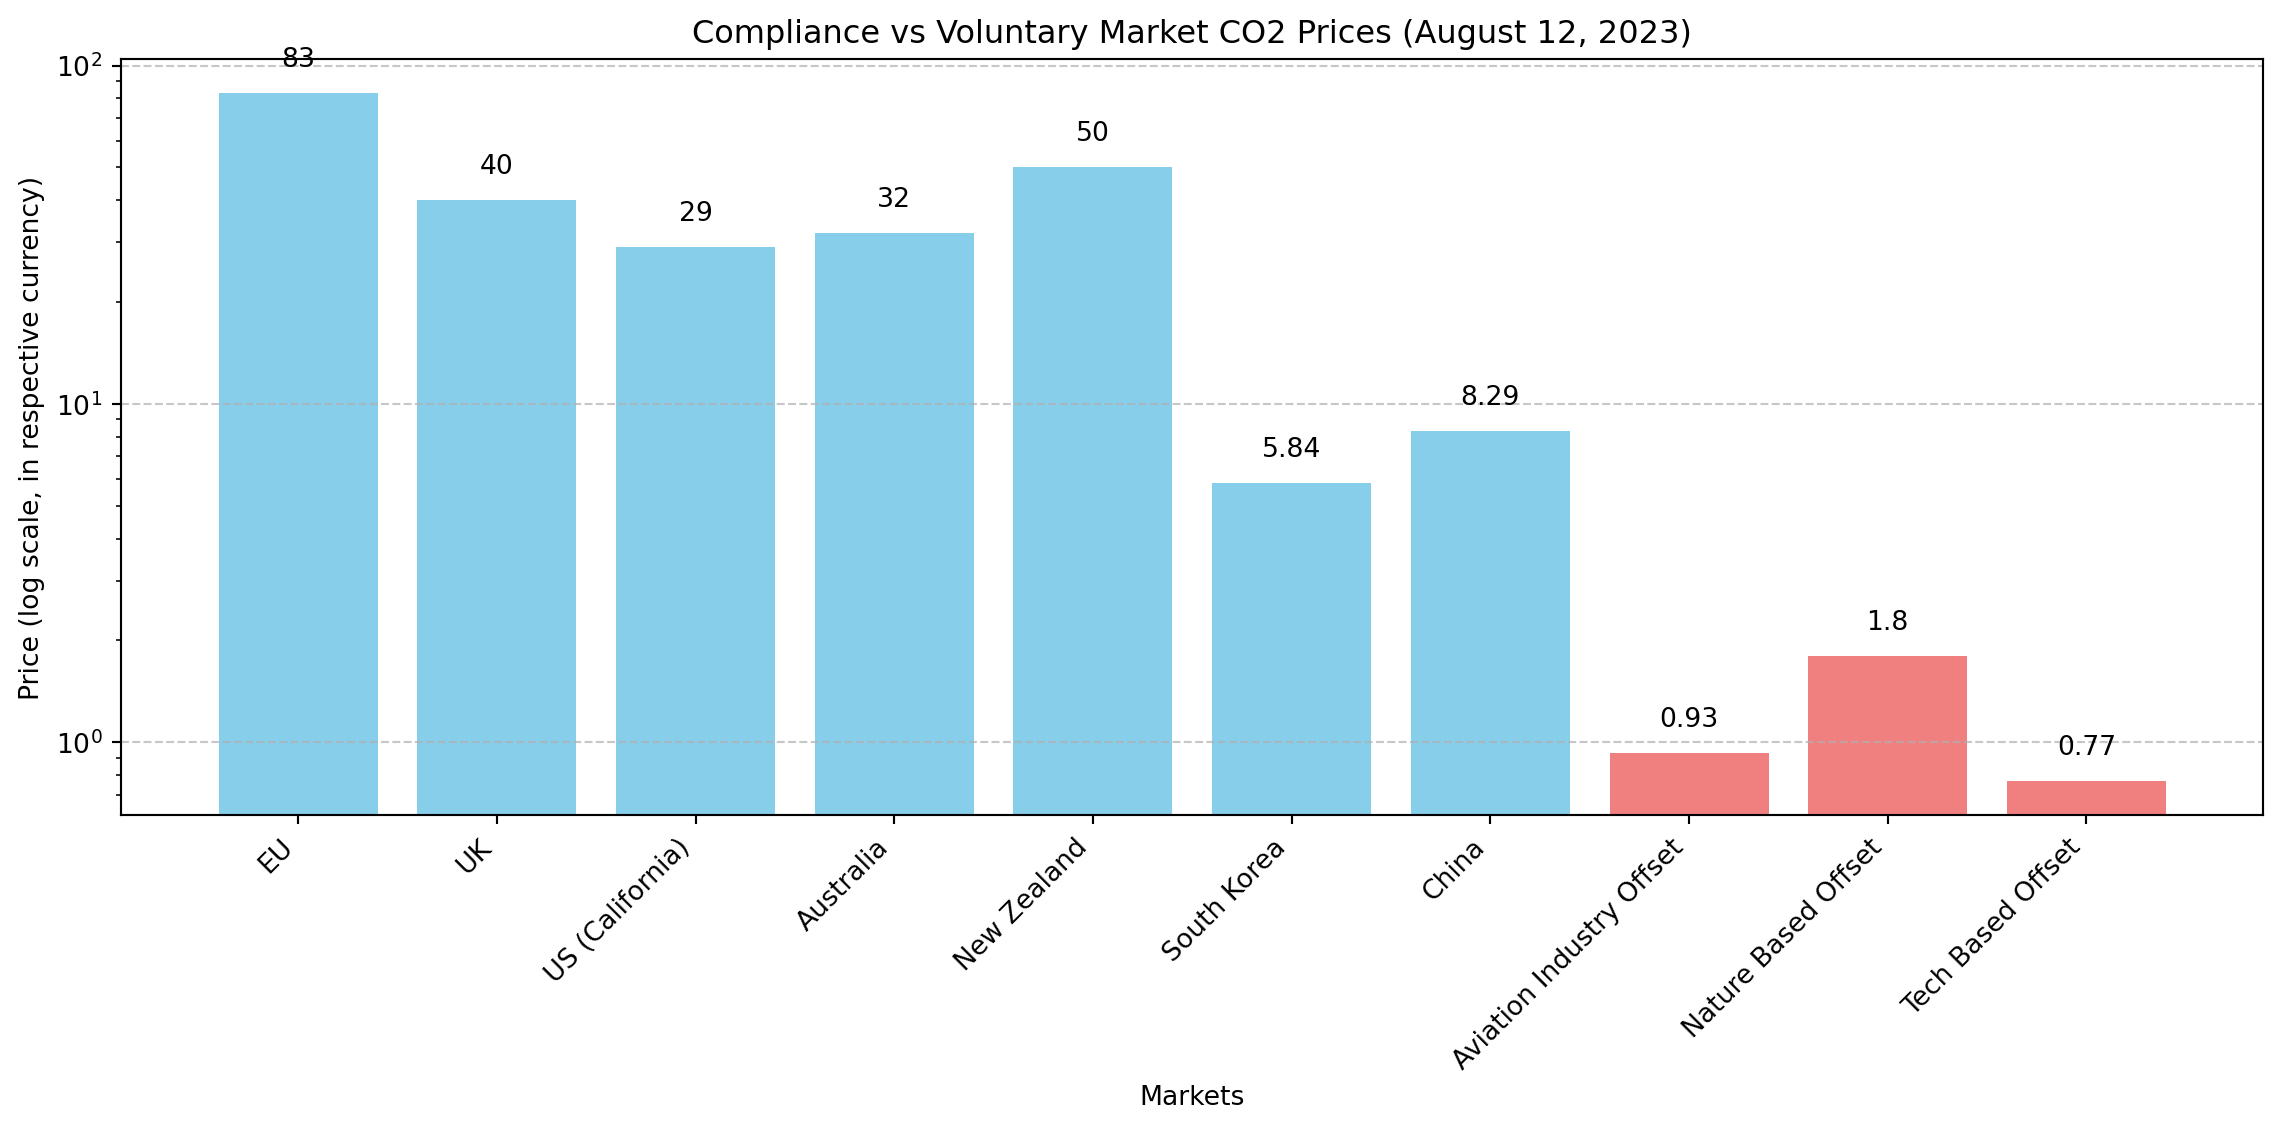 Compliance vs Voluntary Market CO2 Prices (August 12, 2023)
Price (log scale, in respective currency)
10²
10¹
10⁰
83
40
29
32
50
5.84
8.29
0.93
1.8
0.77
EU
UK
US (California)
Australia
New Zealand
South Korea
China
Aviation Industry Offset
Nature Based Offset
Tech Based Offset
Markets